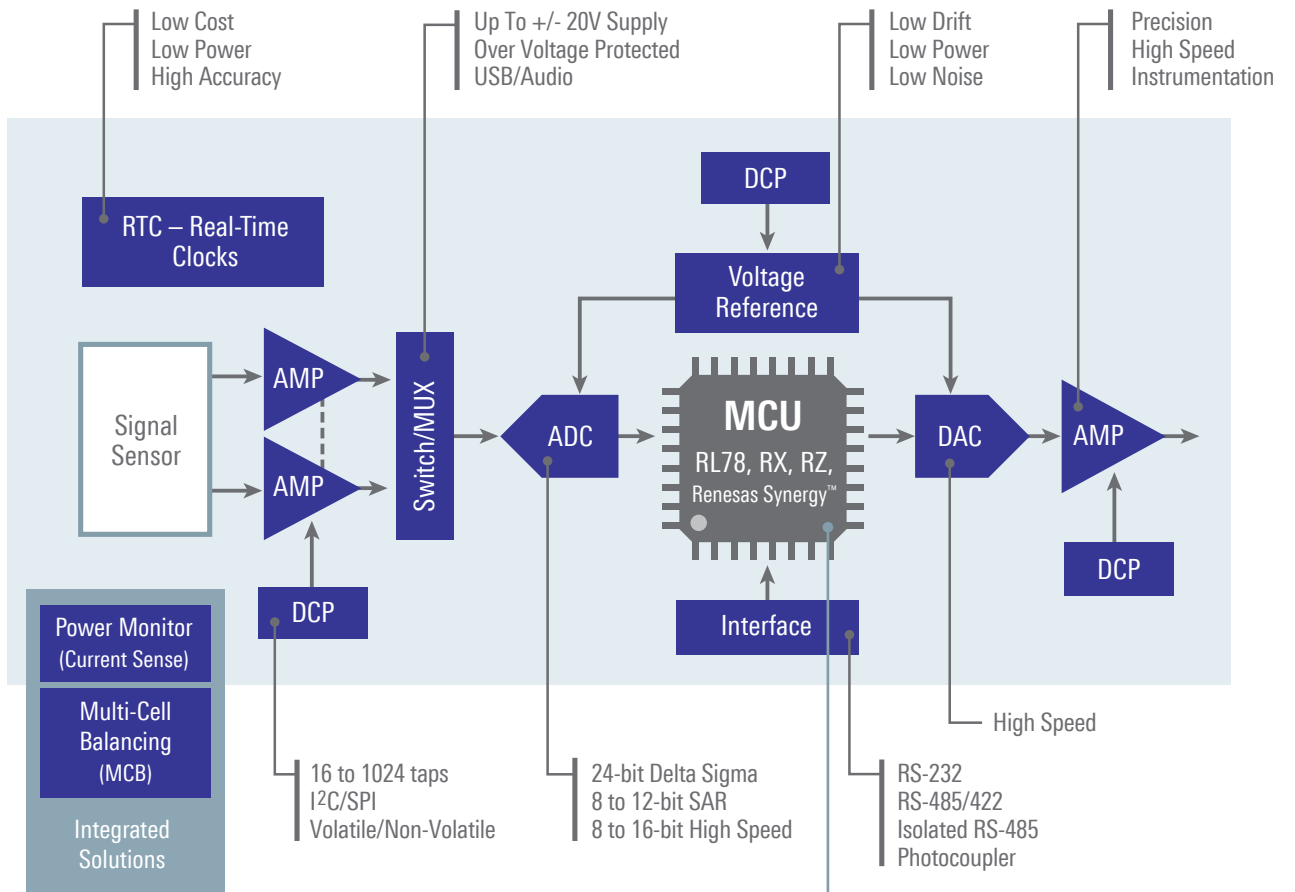 Low Cost
Low Power
High Accuracy
Up To +/- 20V Supply
Over Voltage Protected
USB/Audio
Low Drift
Low Power
Low Noise
Precision
High Speed
Instrumentation
RTC – Real-Time
Clocks
DCP
Voltage
Reference
Signal
Sensor
AMP
AMP
Switch/MUX
ADC
MCU
RL78, RX, RZ,
Renesas Synergy™
DAC
AMP
DCP
DCP
Interface
Power Monitor
(Current Sense)
Multi-Cell
Balancing
(MCB)
Integrated
Solutions
16 to 1024 taps
I²C/SPI
Volatile/Non-Volatile
24-bit Delta Sigma
8 to 12-bit SAR
8 to 16-bit High Speed
High Speed
RS-232
RS-485/422
Isolated RS-485
Photocoupler